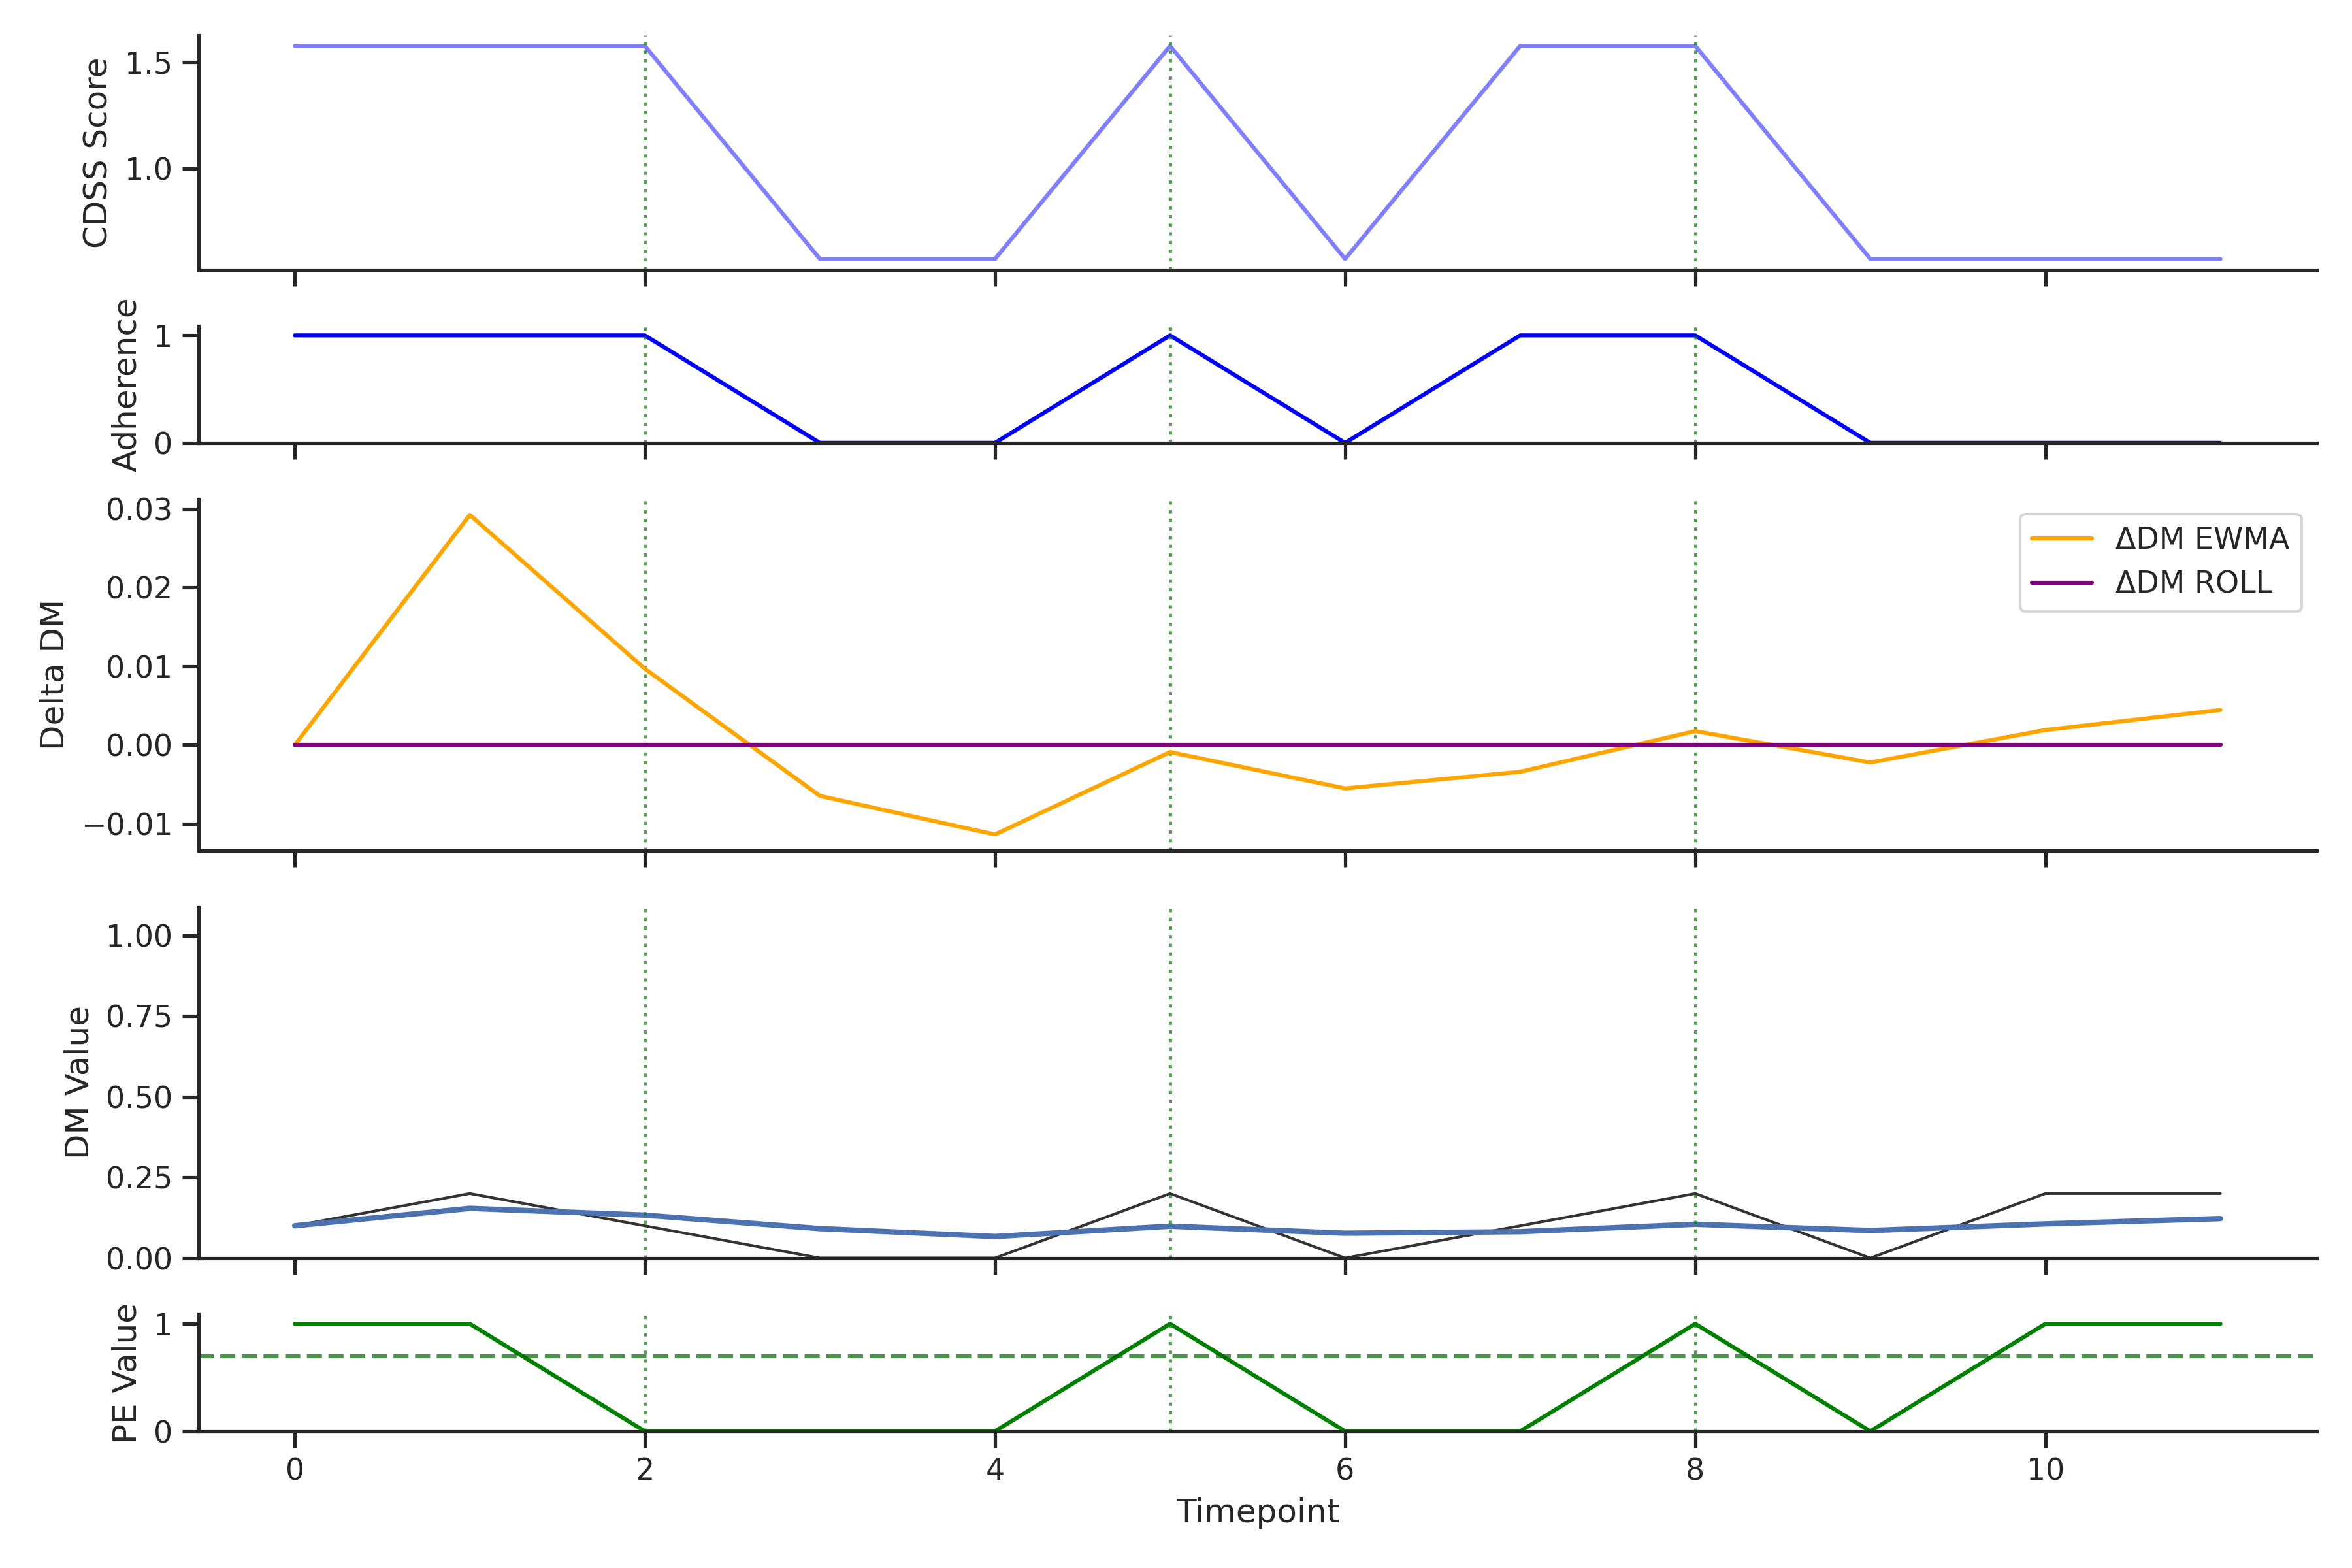 CDSS Score
1.5
1.0
Adherence
1
0
Delta DM
0.03
0.02
0.01
0.00
−0.01
ΔDM EWMA
ΔDM ROLL
DM Value
1.00
0.75
0.50
0.25
0.00
PE Value
1
0
0 2 4 6 8 10
Timepoint